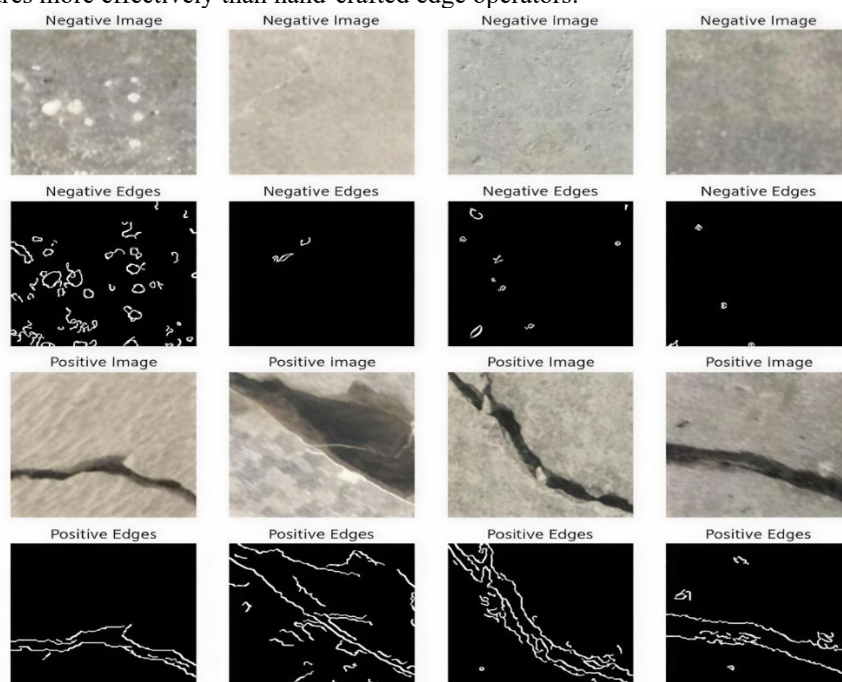 ures more effectively than hand-crafted edge operators.
Negative Image Negative Image Negative image Negative Image
Negative Edges Negative Edges Negative Edges Negative Edges
Positive Image Positive image Positive Image Positive image
Positive Edges Positive Edges Positive Edges Positive Edges